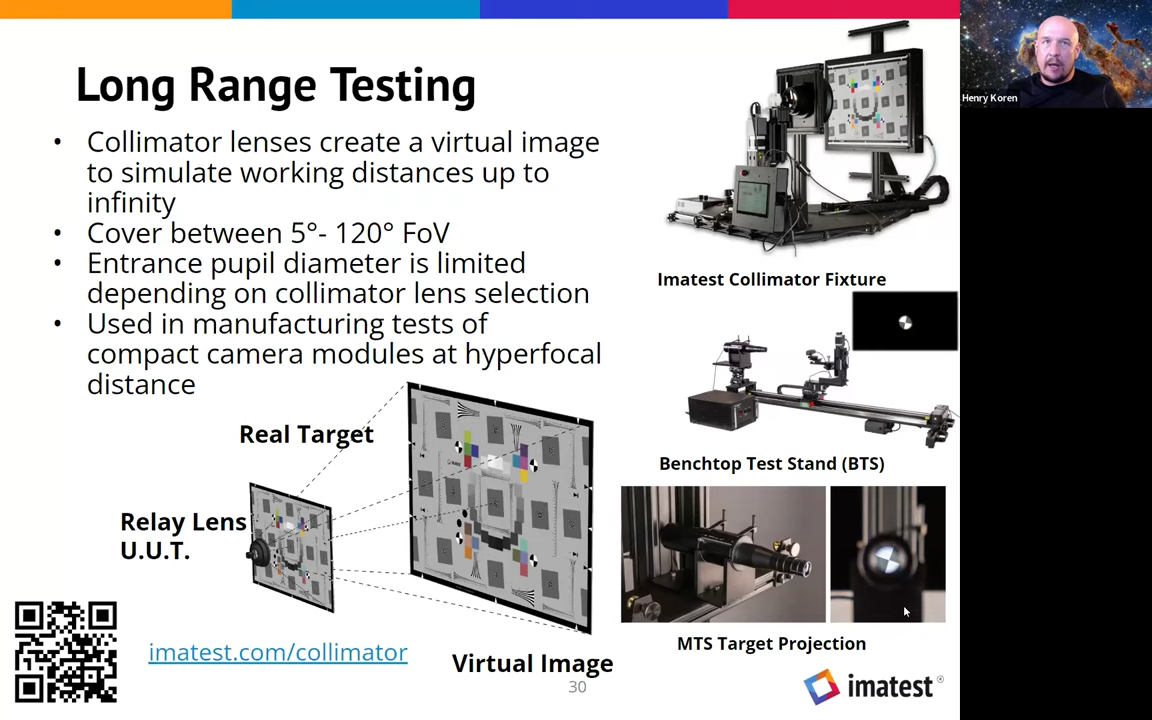 Long Range Testing
• Collimator lenses create a virtual image
to simulate working distances up to
infinity
• Cover between 5°- 120° FoV
• Entrance pupil diameter is limited
depending on collimator lens selection
• Used in manufacturing tests of
compact camera modules at hyperfocal
distance
Real Target
Relay Lens
U.U.T.
imatest.com/collimator
Virtual Image
30
Imatest Collimator Fixture
Benchtop Test Stand (BTS)
MTS Target Projection
imatest®
Henry Koren